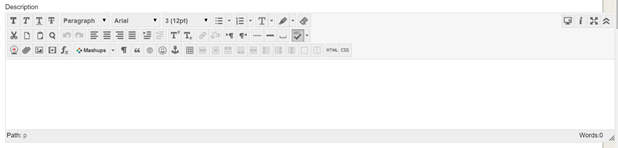 Description
T T T T Paragraph Arial 3 (12pt) T
T T
Mashups HTML CSS
Path: p Words:0